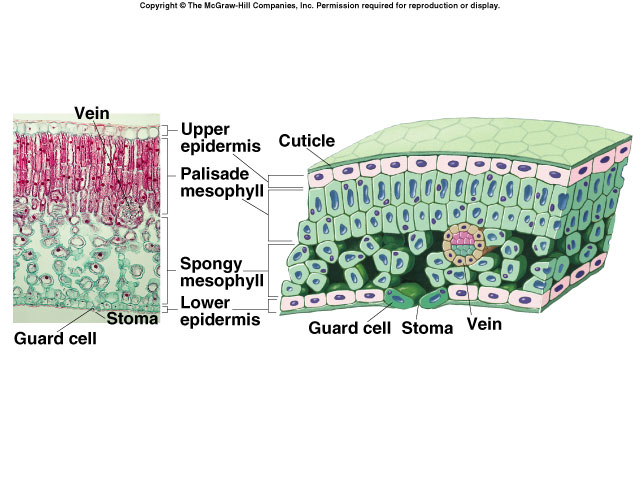 Copyright © The McGraw-Hill Companies, Inc. Permission required for reproduction or display.
Vein
Upper
epidermis
Cuticle
Palisade
mesophyll
Spongy
mesophyll
Lower
epidermis
Stoma
Guard cell
Guard cell
Stoma
Vein